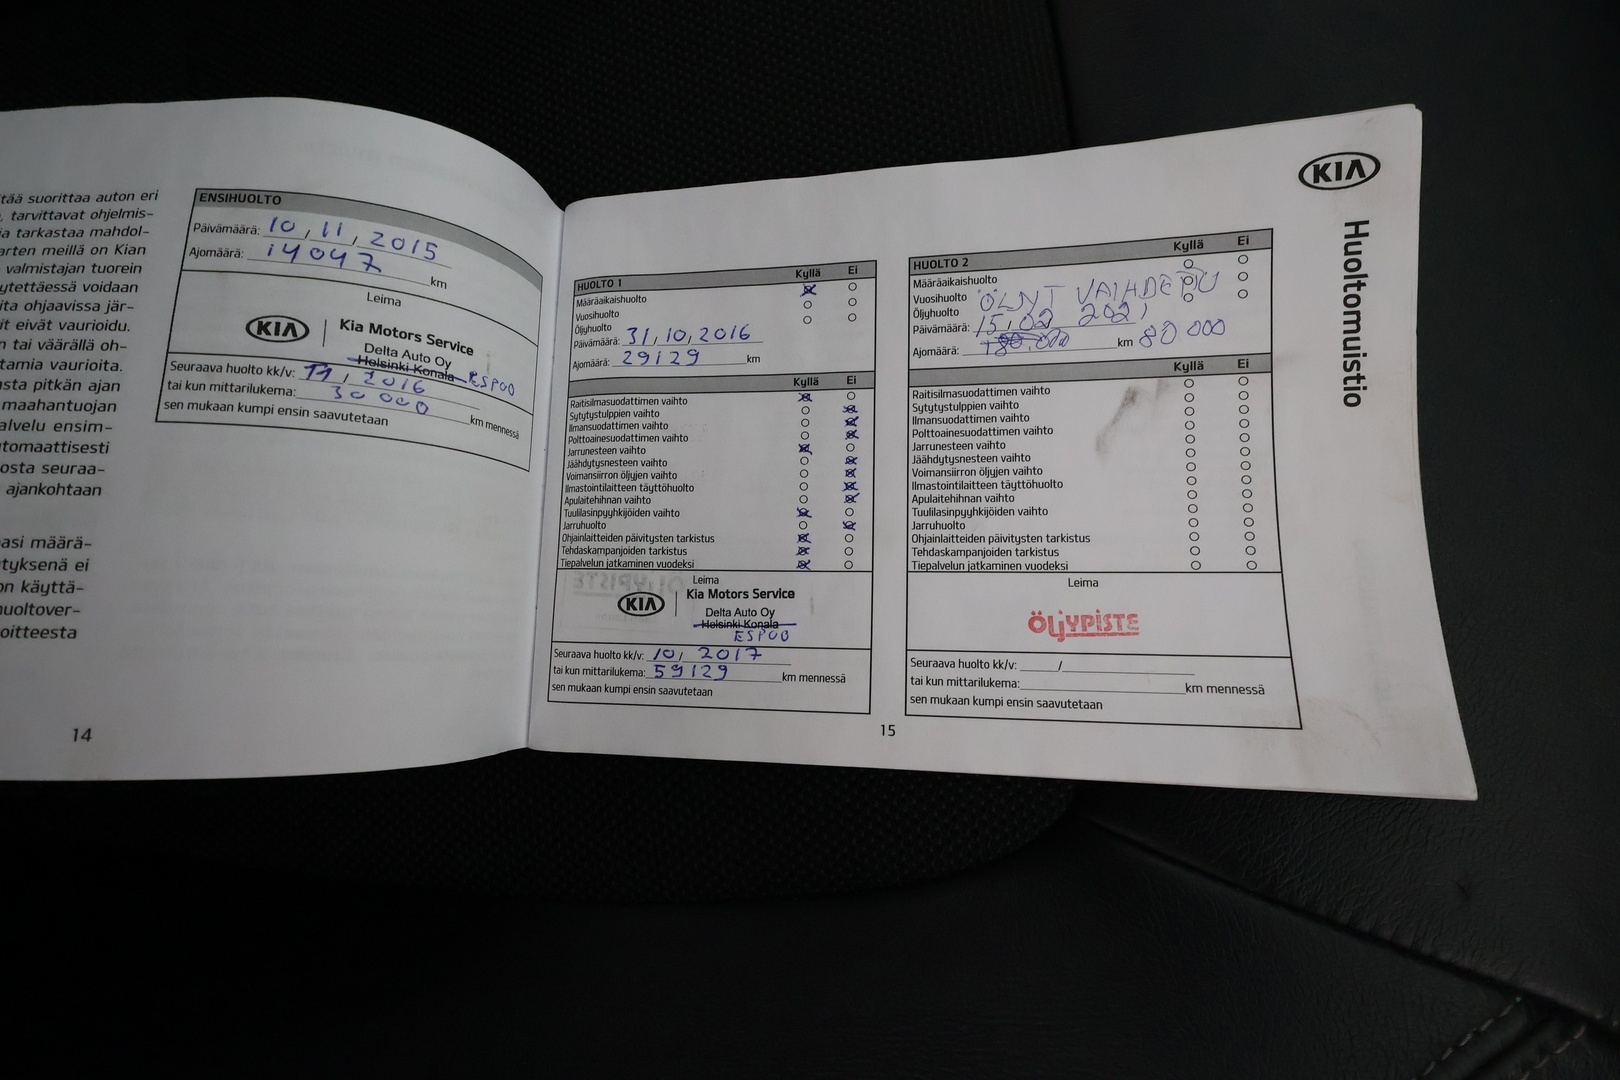 tää suorittaa auton eri
, tarvittavat ohjelmis-
ja tarkastaa mahdol-
arten meillä on Kian
valmistajan tuorein
ytettäessä voidaan
ita ohjaavissa jär-
it eivät vaurioidu.
n tai väärällä oh-
tamia vaurioita.
asta pitkän ajan
maahantuojan
alvelu ensim-
tomaattisesti
osta seuraa-
ajankohtaan
asi määrä-
tyksenä ei
on käyttä-
huoltover-
oitteesta
14
ENSIHUOLTO
Päivämäärä: 10, 11, 2015
Ajomäärä: 14047 km
Leima
KIA Kia Motors Service
Delta Auto Oy
Helsinki Konala ESPOO
Seuraava huolto kk/v: 11 / 2016
tai kun mittarilukema: 30 000 km mennessä
sen mukaan kumpi ensin saavutetaan
HUOLTO 1 Kyllä Ei
Määräaikaishuolto
Vuosihuolto
Öljyhuolto
Päivämäärä: 31, 10, 2016
Ajomäärä: 29129 km
Kyllä Ei
Raitisilmasuodattimen vaihto
Sytytystulppien vaihto
Ilmansuodattimen vaihto
Polttoainesuodattimen vaihto
Jarrunesteen vaihto
Jäähdytysnesteen vaihto
Voimansiirron öljyjen vaihto
Ilmastointilaitteen täyttöhuolto
Apulaitehihnan vaihto
Tuulilasinpyyhkijöiden vaihto
Jarruhuolto
Ohjainlaitteiden päivitysten tarkistus
Tehdaskampanjoiden tarkistus
Tiepalvelun jatkaminen vuodeksi
Leima
KIA Kia Motors Service
Delta Auto Oy
Helsinki Konala
ESPOO
Seuraava huolto kk/v: 10 / 2017
tai kun mittarilukema: 59129 km mennessä
sen mukaan kumpi ensin saavutetaan
15
HUOLTO 2 Kyllä Ei
Määräaikaishuolto
Vuosihuolto ÖLJYT VAIHDETTU
Öljyhuolto
Päivämäärä: 15, 02 2021
Ajomäärä: 180.000 km 80 000
Kyllä Ei
Raitisilmasuodattimen vaihto
Sytytystulppien vaihto
Ilmansuodattimen vaihto
Polttoainesuodattimen vaihto
Jarrunesteen vaihto
Jäähdytysnesteen vaihto
Voimansiirron öljyjen vaihto
Ilmastointilaitteen täyttöhuolto
Apulaitehihnan vaihto
Tuulilasinpyyhkijöiden vaihto
Jarruhuolto
Ohjainlaitteiden päivitysten tarkistus
Tehdaskampanjoiden tarkistus
Tiepalvelun jatkaminen vuodeksi
Leima
ÖLJYPISTE
Seuraava huolto kk/v: /
tai kun mittarilukema: km mennessä
sen mukaan kumpi ensin saavutetaan
KIA
Huoltomuistio